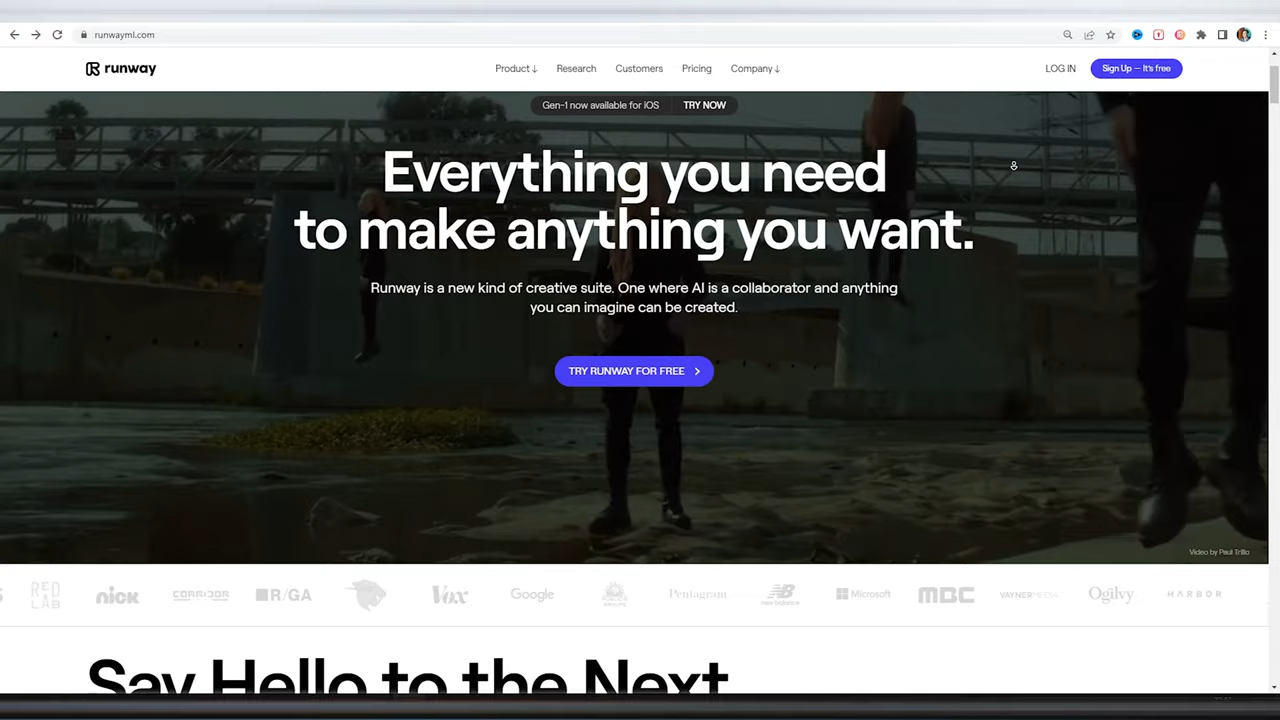 runwayml.com
runway
Product ↓ Research Customers Pricing Company ↓ LOG IN Sign Up — It's free
Gen-1 now available for iOS TRY NOW
Everything you need
to make anything you want.
Runway is a new kind of creative suite. One where AI is a collaborator and anything
you can imagine can be created.
TRY RUNWAY FOR FREE
Video by Paul Trillo
RED LAB nick CORRIDOR R/GA Vox Google Pentagram new balance Microsoft MBC VAYNERMEDIA Ogilvy HARBOR
Say Hello to the Next